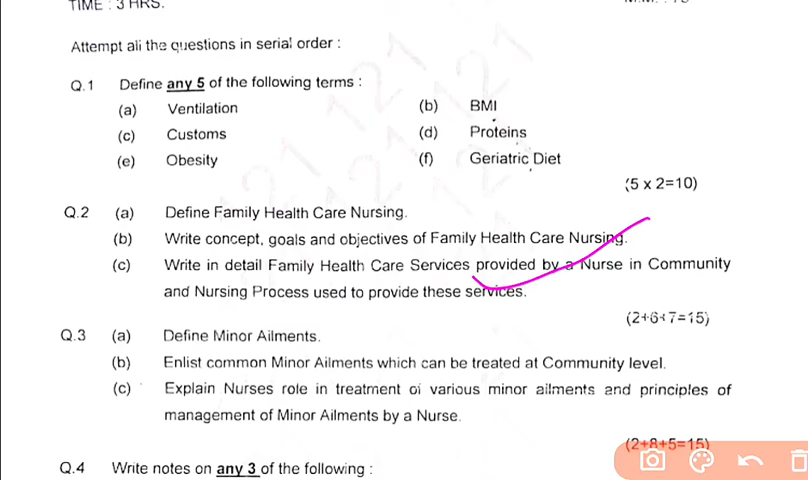 TIME : 3 HRS.
Attempt all the questions in serial order :
Q.1 Define any 5 of the following terms :
(a) Ventilation (b) BMI
(c) Customs (d) Proteins
(e) Obesity (f) Geriatric Diet
(5 x 2=10)
Q.2 (a) Define Family Health Care Nursing.
(b) Write concept, goals and objectives of Family Health Care Nursing.
(c) Write in detail Family Health Care Services provided by a Nurse in Community
and Nursing Process used to provide these services.
(2+6+7=15)
Q.3 (a) Define Minor Ailments.
(b) Enlist common Minor Ailments which can be treated at Community level.
(c) Explain Nurses role in treatment of various minor ailments and principles of
management of Minor Ailments by a Nurse.
(2+8+5=15)
Q.4 Write notes on any 3 of the following :